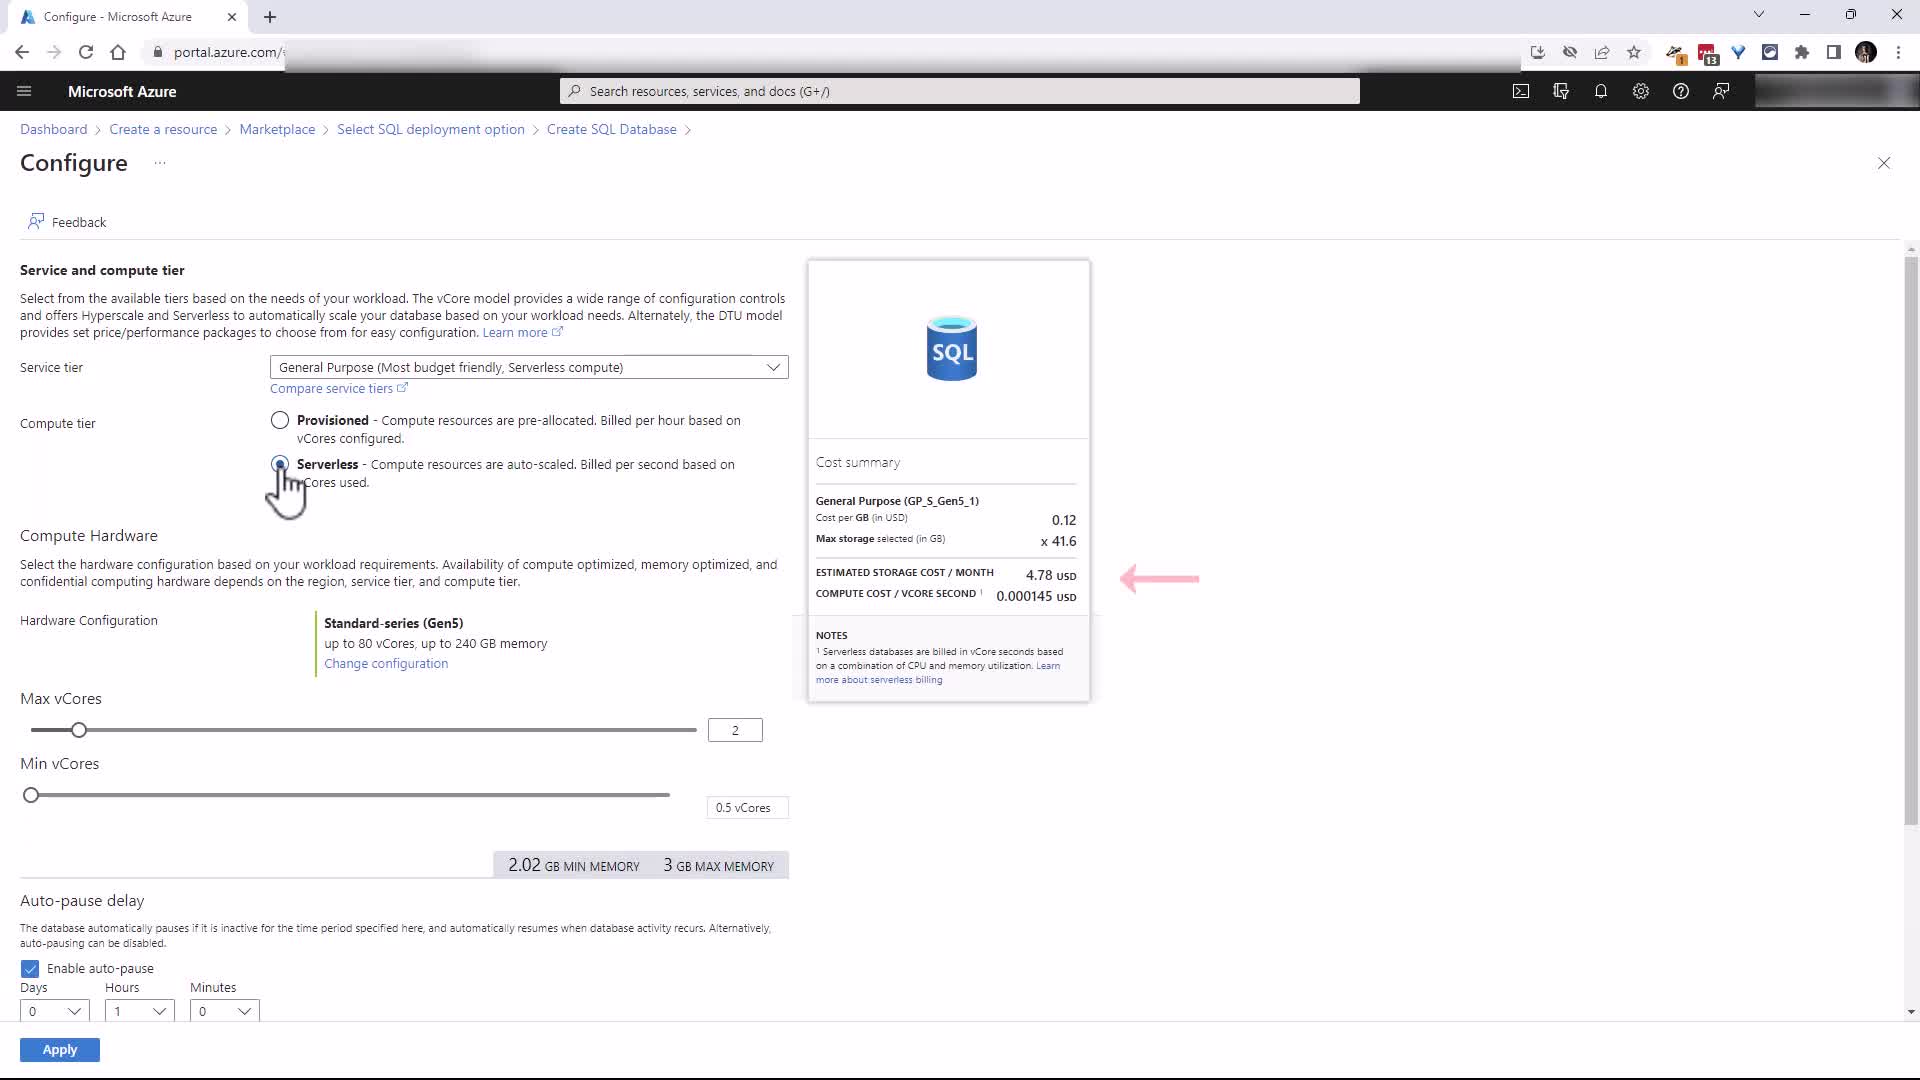 Configure - Microsoft Azure
portal.azure.com/
1
13
Microsoft Azure
Search resources, services, and docs (G+/)
Dashboard > Create a resource > Marketplace > Select SQL deployment option > Create SQL Database >
Configure ...
Feedback
Service and compute tier
Select from the available tiers based on the needs of your workload. The vCore model provides a wide range of configuration controls
and offers Hyperscale and Serverless to automatically scale your database based on your workload needs. Alternately, the DTU model
provides set price/performance packages to choose from for easy configuration. Learn more
Service tier
General Purpose (Most budget friendly, Serverless compute)
Compare service tiers
Compute tier
Provisioned - Compute resources are pre-allocated. Billed per hour based on
vCores configured.
Serverless - Compute resources are auto-scaled. Billed per second based on
Cores used.
Compute Hardware
Select the hardware configuration based on your workload requirements. Availability of compute optimized, memory optimized, and
confidential computing hardware depends on the region, service tier, and compute tier.
Hardware Configuration
Standard-series (Gen5)
up to 80 vCores, up to 240 GB memory
Change configuration
Max vCores
2
Min vCores
0.5 vCores
2.02 GB MIN MEMORY 3 GB MAX MEMORY
Auto-pause delay
The database automatically pauses if it is inactive for the time period specified here, and automatically resumes when database activity recurs. Alternatively,
auto-pausing can be disabled.
Enable auto-pause
Days Hours Minutes
0 1 0
Apply
SQL
Cost summary
General Purpose (GP_S_Gen5_1)
Cost per GB (in USD) 0.12
Max storage selected (in GB) x 41.6
ESTIMATED STORAGE COST / MONTH 4.78 USD
COMPUTE COST / VCORE SECOND 1 0.000145 USD
NOTES
1 Serverless databases are billed in vCore seconds based
on a combination of CPU and memory utilization. Learn
more about serverless billing